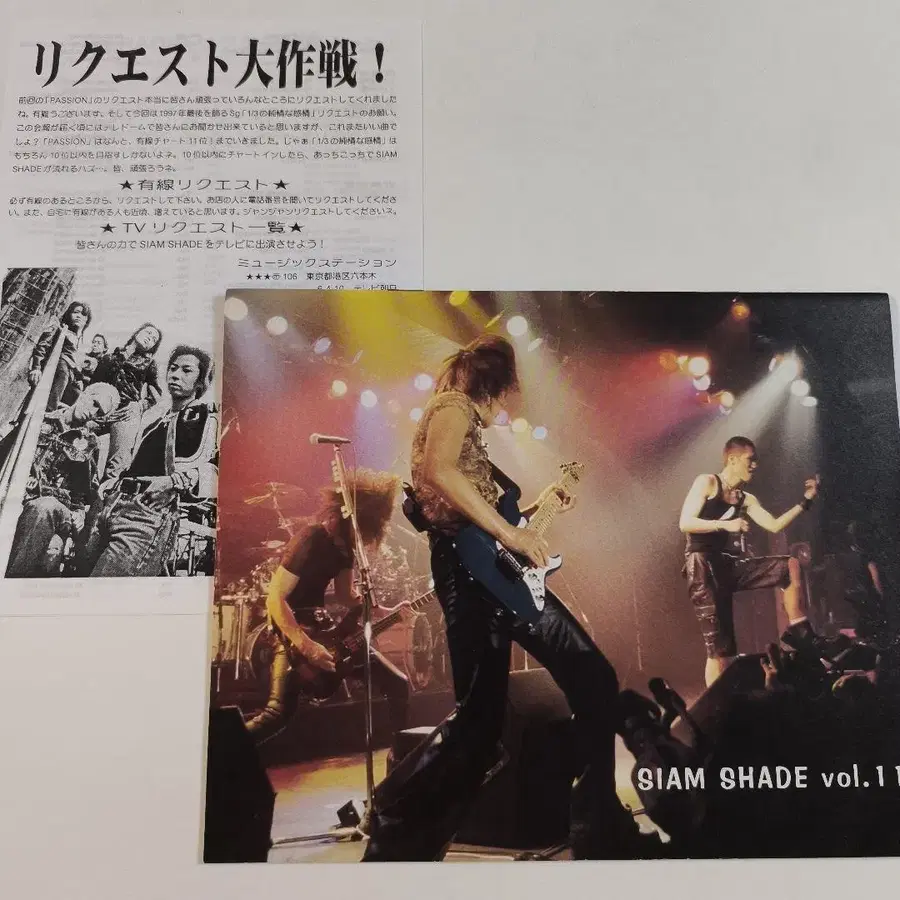 リクエスト大作戦！
前回の「PASSION」のリクエスト本当に皆さん頑張っていろんなところにリクエストしてくれました
ね。有難うございます。そして今回は1997年最後を飾るSg「1/3の純情な感情」リクエストのお願い。
この会報が届く頃にはテレドームで皆さんにお聞かせ出来ていると思いますが、これまたいい曲で
しょ？「PASSION」はなんと、有線チャート11位！までいきました。じゃぁ「1/3の純情な感情」は
もちろん10位以内を目指すしかないよネ。10位以内にチャートインしたら、あっちこっちでSIAM
SHADEが流れるハズ…。皆、頑張ろうネ。
★有線リクエスト★
必ず有線のあるところから、リクエストして下さい。お店の人に電話番号を聞いてリクエストしてくださ
い。また、自宅に有線がある人も近頃、増えていると思います。ジャンジャンリクエストしてくださいネ。
★TVリクエスト一覧★
皆さんの力でSIAM SHADEをテレビに出演させよう！
ミュージックステーション
★★★〒106 東京都港区六本木
6-4-10 テレビ朝日
SIAM SHADE vol.11